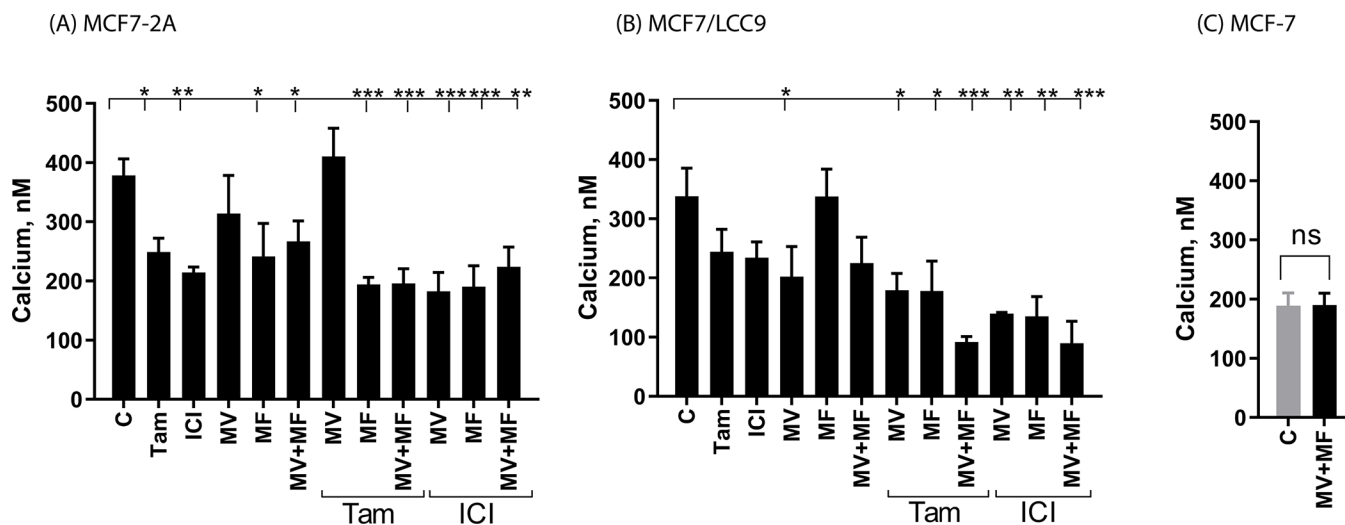 (A) MCF7-2A
(B) MCF7/LCC9
(C) MCF-7
* ** * * *** *** *** *** **
Calcium, nM
500
400
300
200
100
0
C Tam ICI MV MF MV+MF MV MF MV+MF MV MF MV+MF
Tam ICI
* * * *** ** ** ***
Calcium, nM
500
400
300
200
100
0
C Tam ICI MV MF MV+MF MV MF MV+MF MV MF MV+MF
Tam ICI
Calcium, nM
500
400
300
200
100
0
ns
C MV+MF